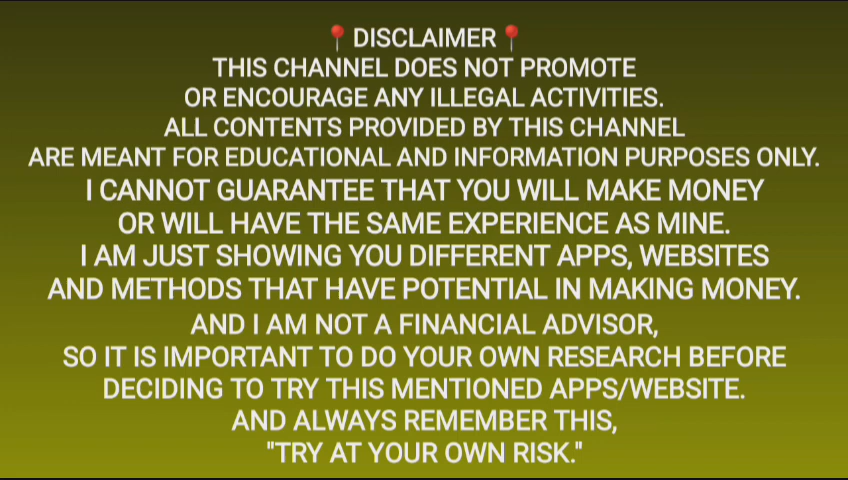 📍DISCLAIMER📍
THIS CHANNEL DOES NOT PROMOTE
OR ENCOURAGE ANY ILLEGAL ACTIVITIES.
ALL CONTENTS PROVIDED BY THIS CHANNEL
ARE MEANT FOR EDUCATIONAL AND INFORMATION PURPOSES ONLY.
I CANNOT GUARANTEE THAT YOU WILL MAKE MONEY
OR WILL HAVE THE SAME EXPERIENCE AS MINE.
I AM JUST SHOWING YOU DIFFERENT APPS, WEBSITES
AND METHODS THAT HAVE POTENTIAL IN MAKING MONEY.
AND I AM NOT A FINANCIAL ADVISOR,
SO IT IS IMPORTANT TO DO YOUR OWN RESEARCH BEFORE
DECIDING TO TRY THIS MENTIONED APPS/WEBSITE.
AND ALWAYS REMEMBER THIS,
"TRY AT YOUR OWN RISK."